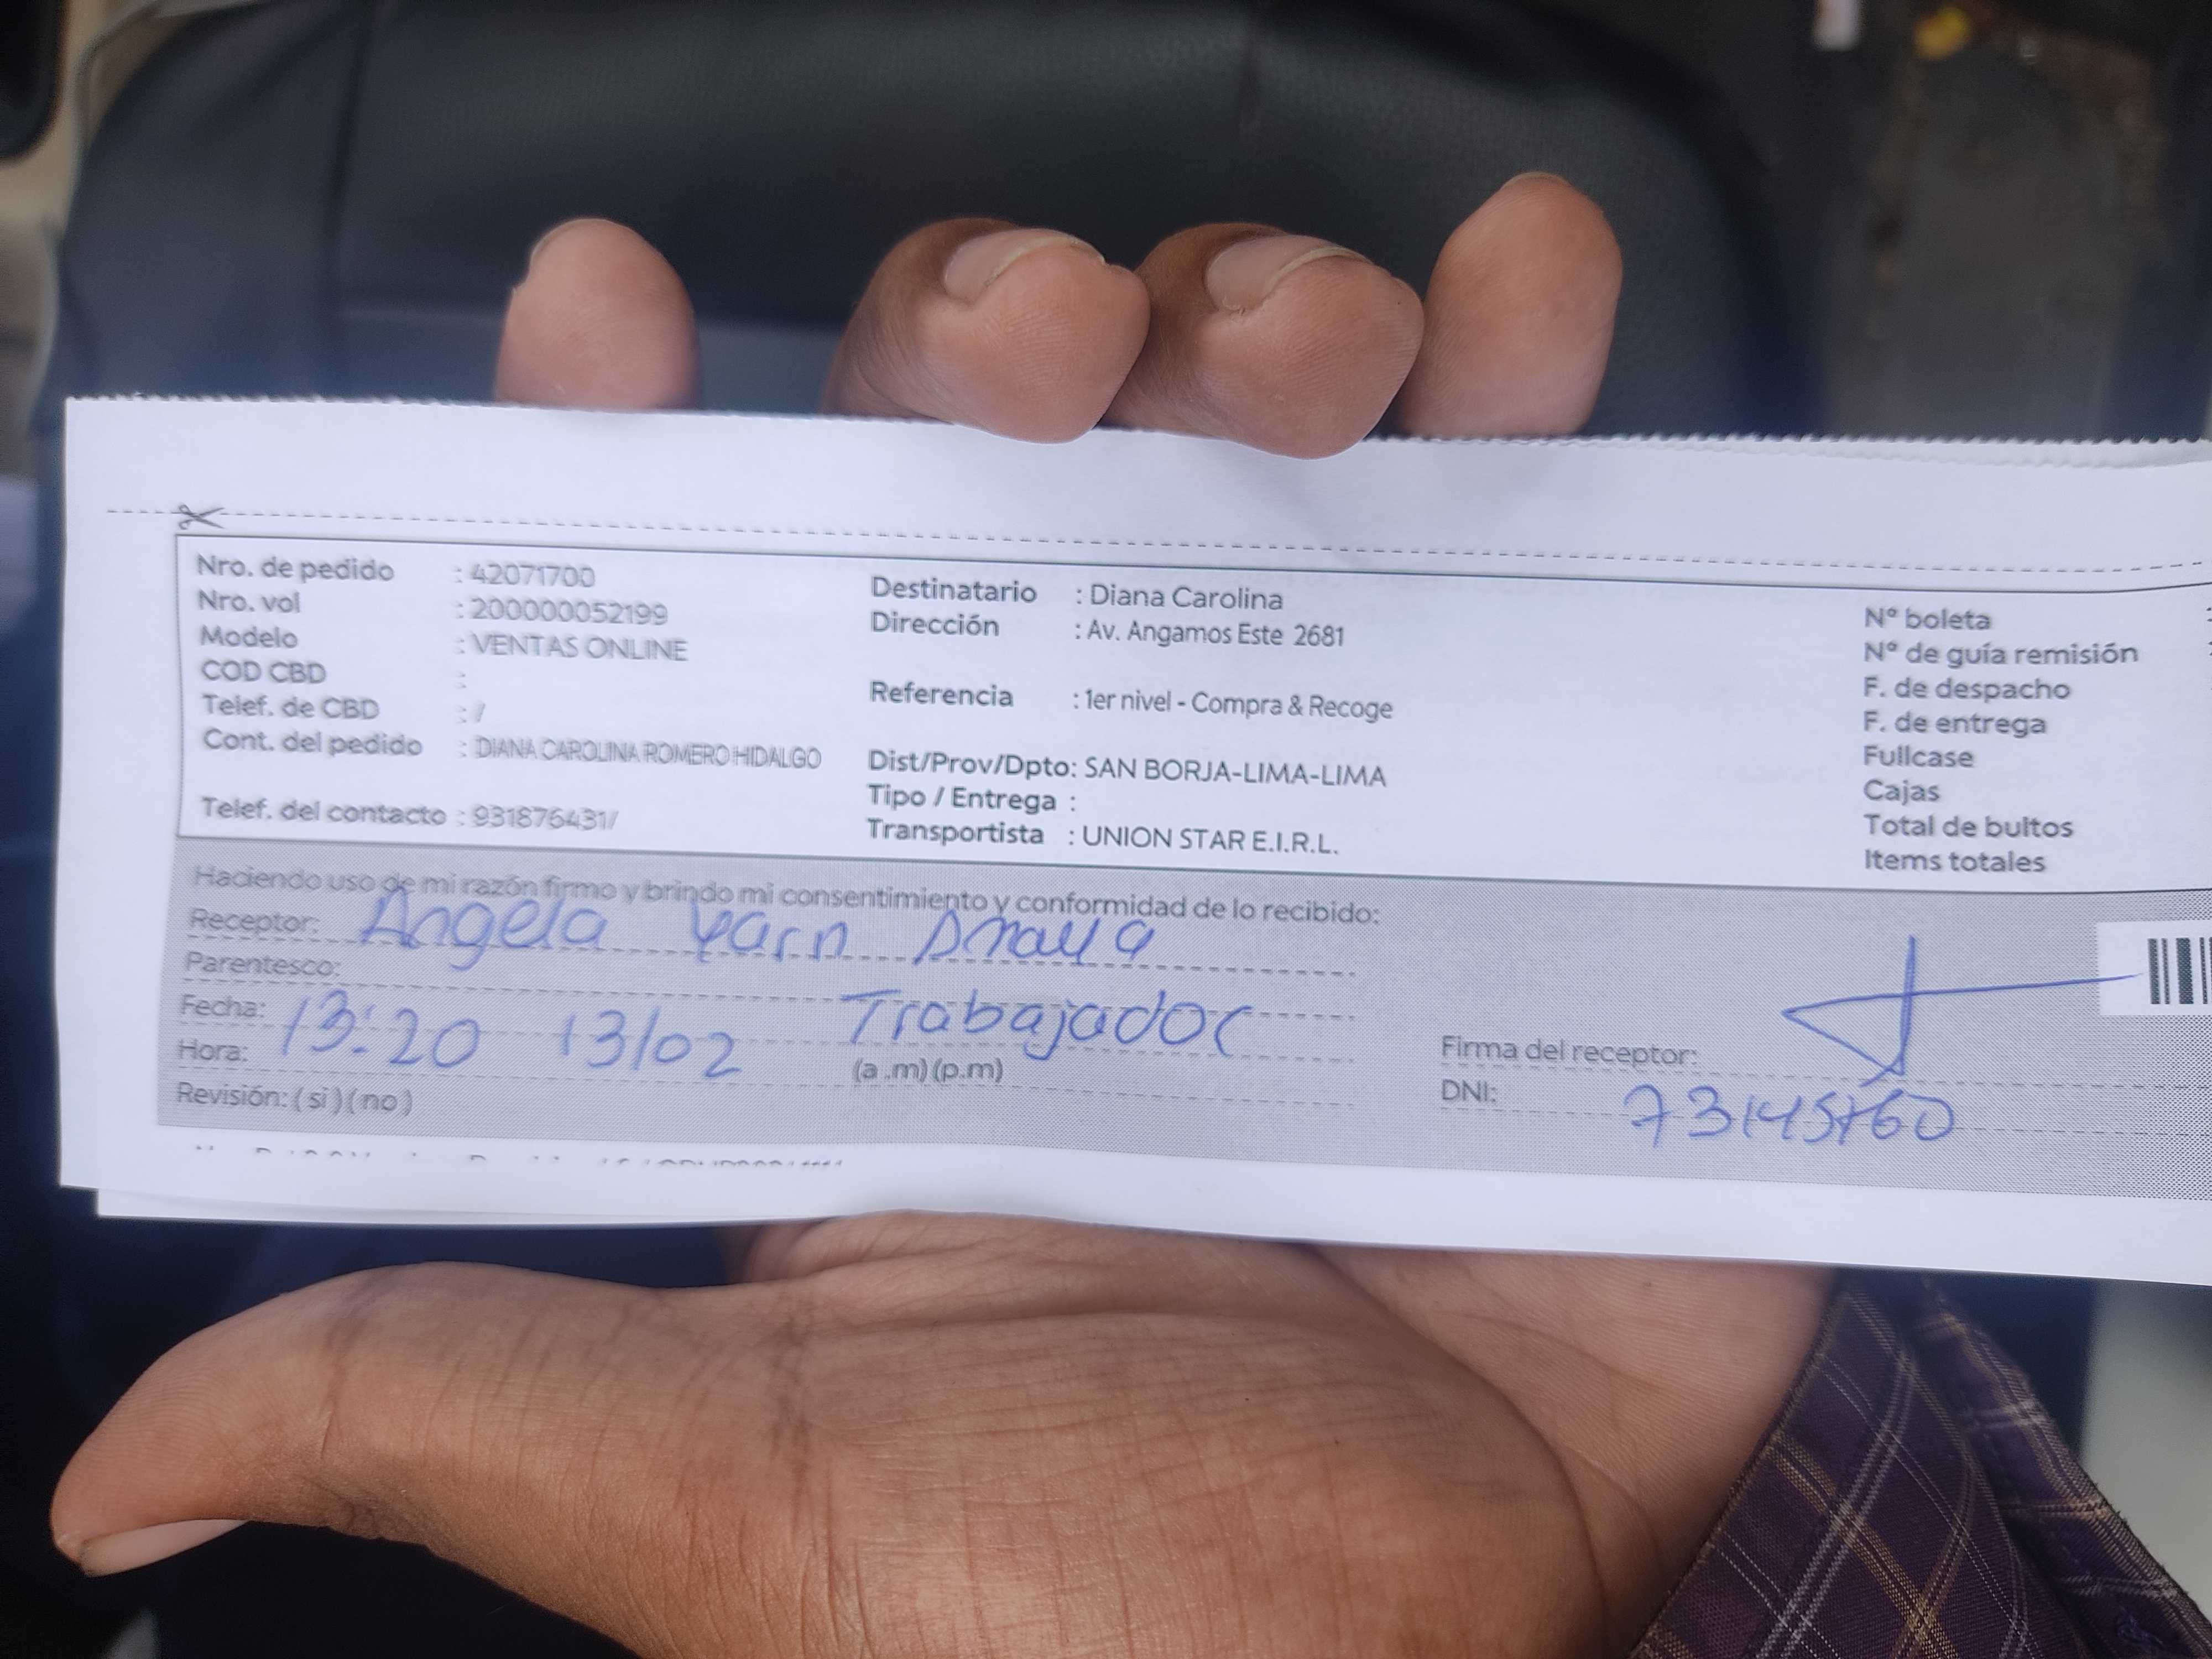 Nro. de pedido : 42071700
Nro. vol : 200000052199
Modelo : VENTAS ONLINE
COD CBD :
Telef. de CBD : /
Cont. del pedido : DIANA CAROLINA ROMERO HIDALGO
Telef. del contacto : 931876431/
Destinatario : Diana Carolina
Dirección : Av. Angamos Este 2681
Referencia : 1er nivel - Compra & Recoge
Dist/Prov/Dpto: SAN BORJA-LIMA-LIMA
Tipo / Entrega :
Transportista : UNION STAR E.I.R.L.
Nº boleta
Nº de guía remisión
F. de despacho
F. de entrega
Fullcase
Cajas
Total de bultos
Items totales
Haciendo uso de mi razón firmo y brindo mi consentimiento y conformidad de lo recibido:
Receptor: Angela
Parentesco: Trabajador
Fecha: 13:20 13/02
Hora: (a .m) (p.m)
Revisión: ( si ) ( no )
Firma del receptor:
DNI: